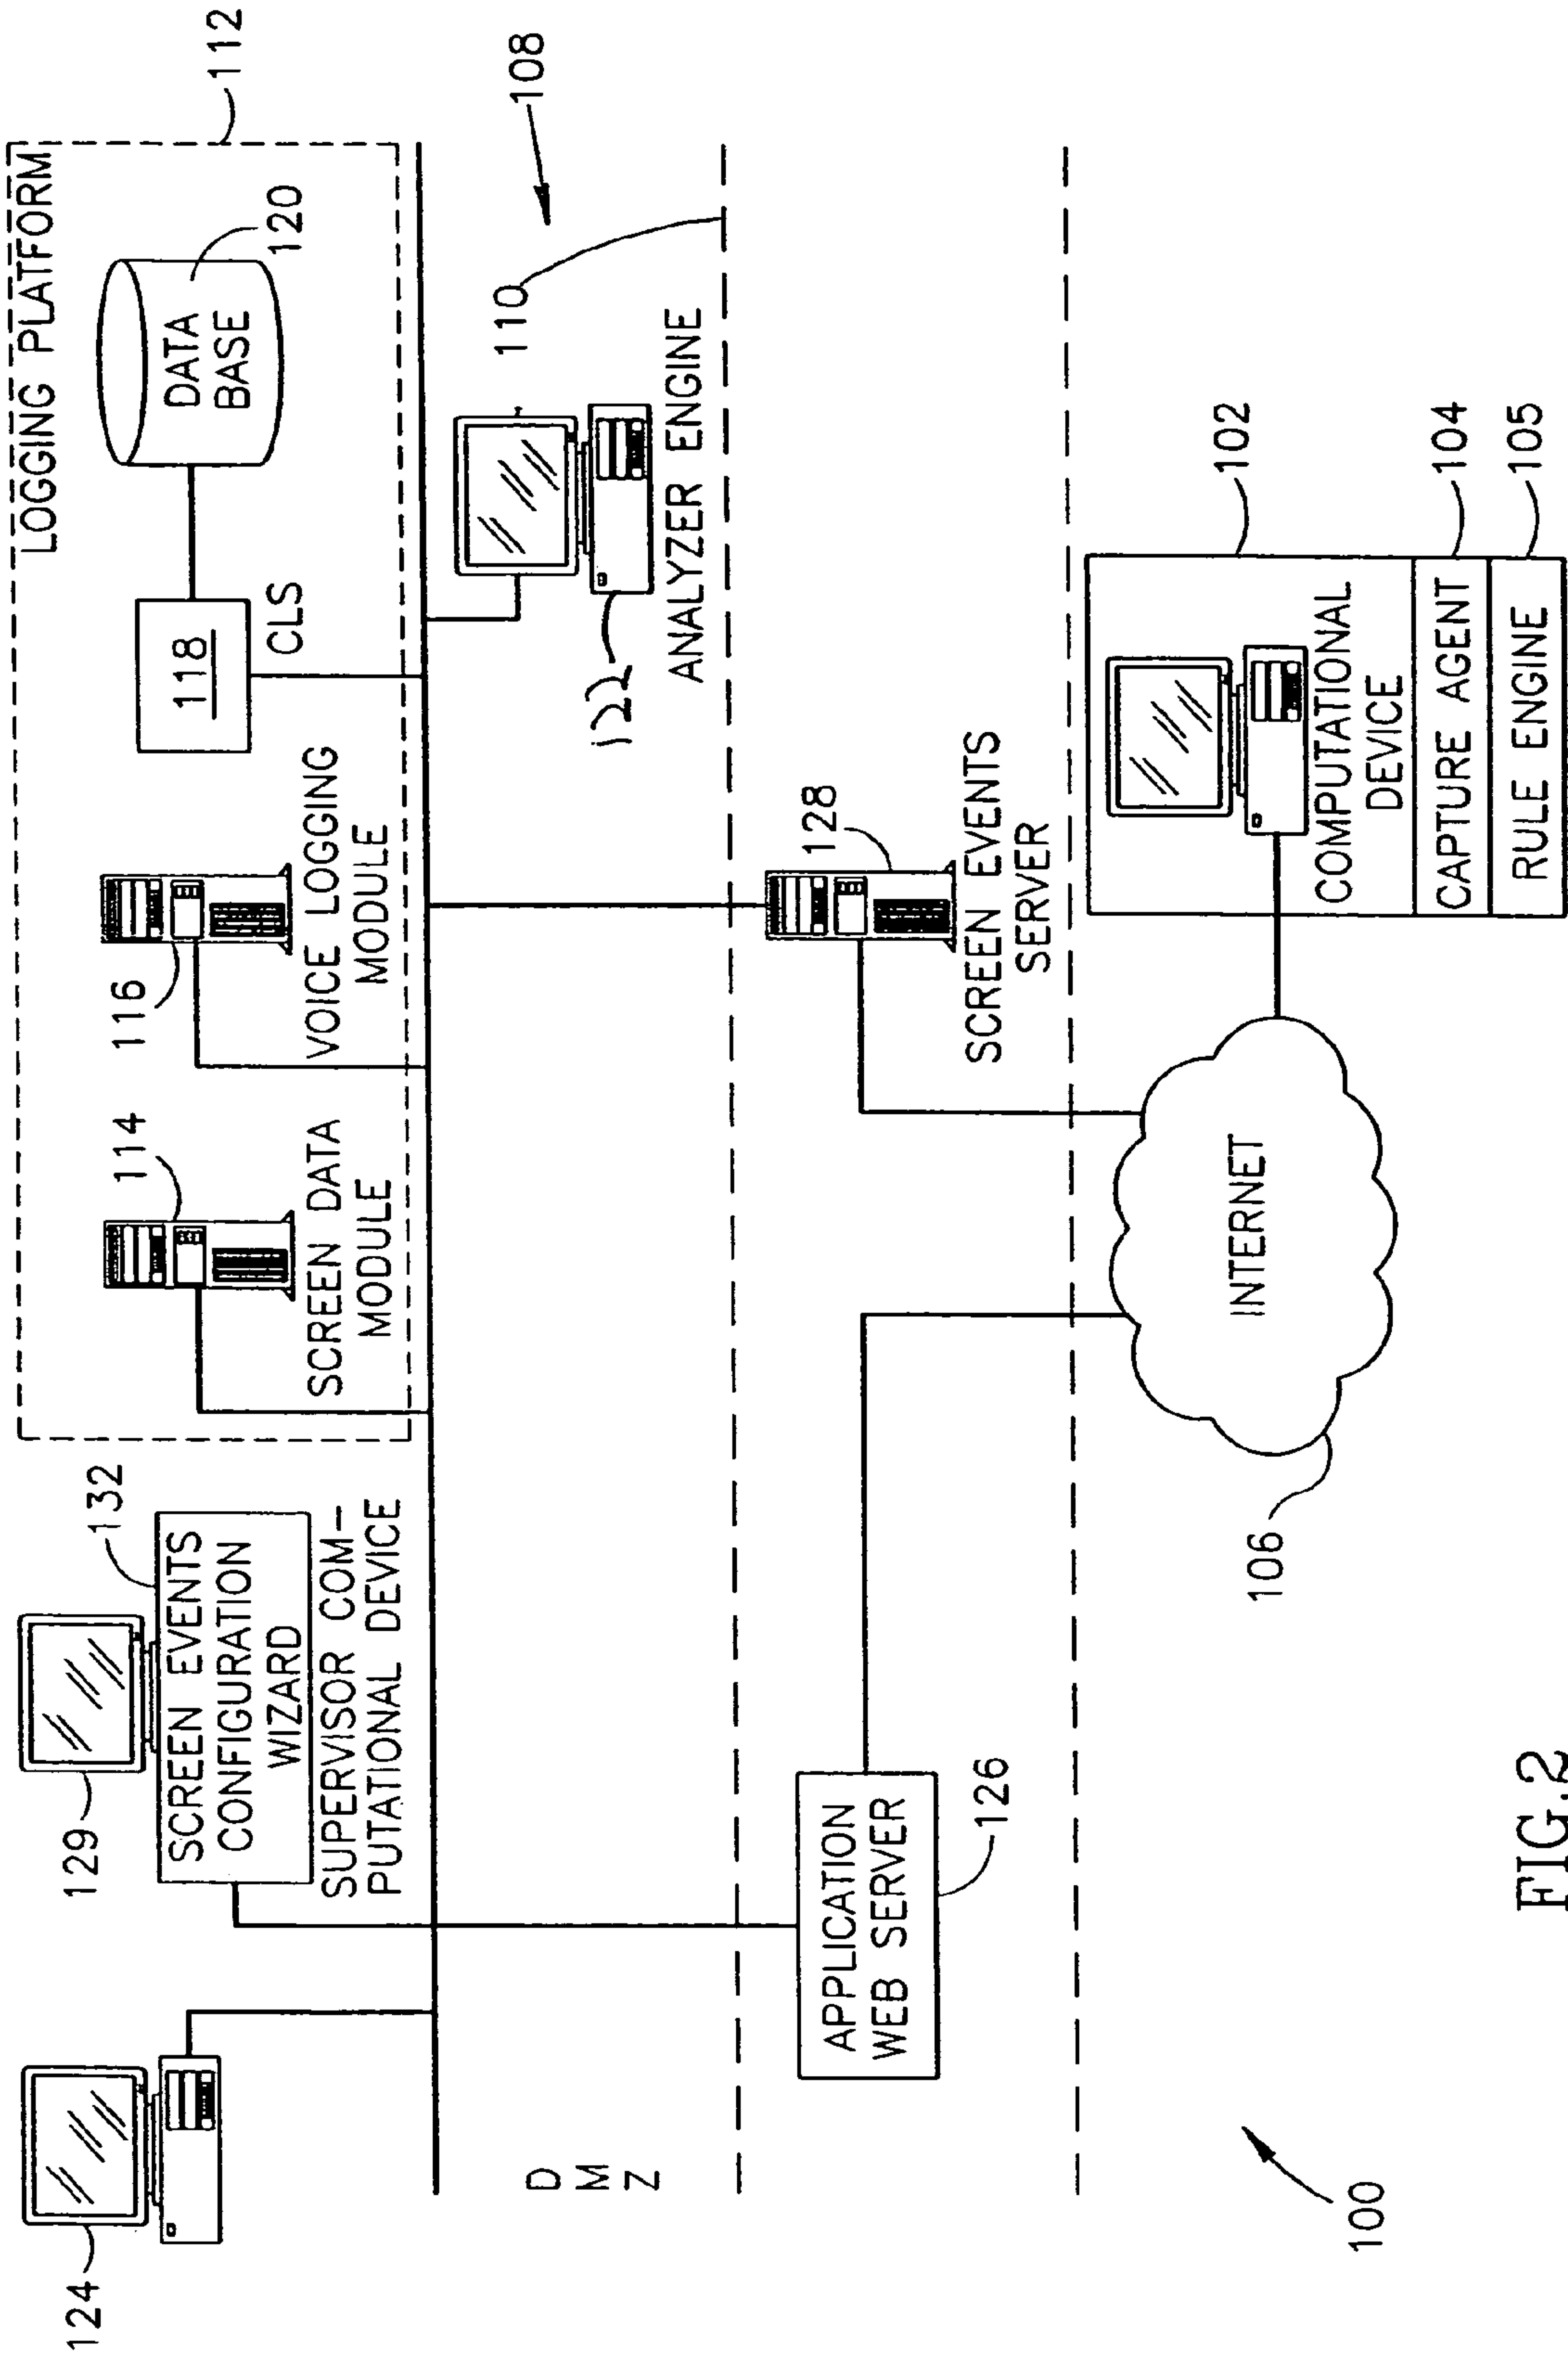 LOGGING PLATFORM
112
124
129
132
SCREEN EVENTS
CONFIGURATION
WIZARD
SUPERVISOR COM-
PUTATIONAL DEVICE
114
SCREEN DATA
MODULE
116
VOICE LOGGING
MODULE
118
CLS
DATA
BASE
120
108
110
122
ANALYZER ENGINE
D
M
Z
APPLICATION
WEB SERVER
126
128
SCREEN EVENTS
SERVER
INTERNET
106
102
COMPUTATIONAL
DEVICE
CAPTURE AGENT
104
RULE ENGINE
105
100
FIG.2